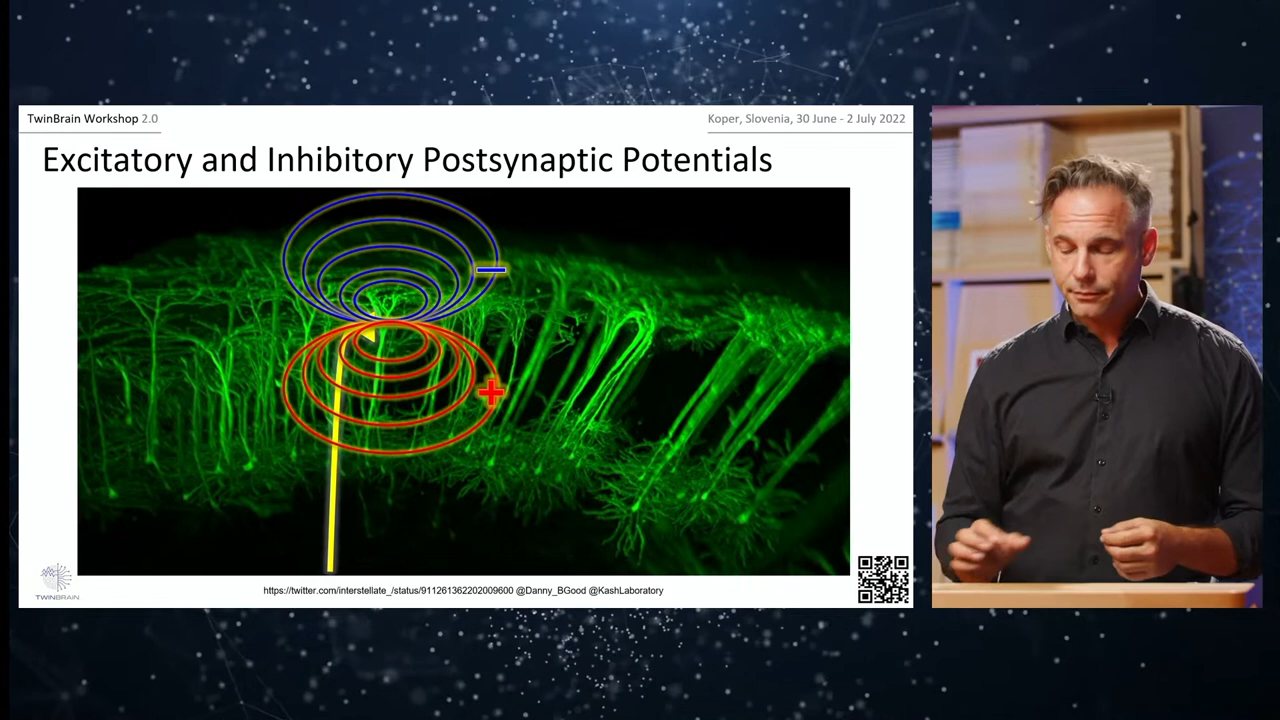 TwinBrain Workshop 2.0
Koper, Slovenia, 30 June - 2 July 2022
Excitatory and Inhibitory Postsynaptic Potentials
−
+
TWINBRAIN
https://twitter.com/interstellate_/status/911261362202009600 @Danny_BGood @KashLaboratory